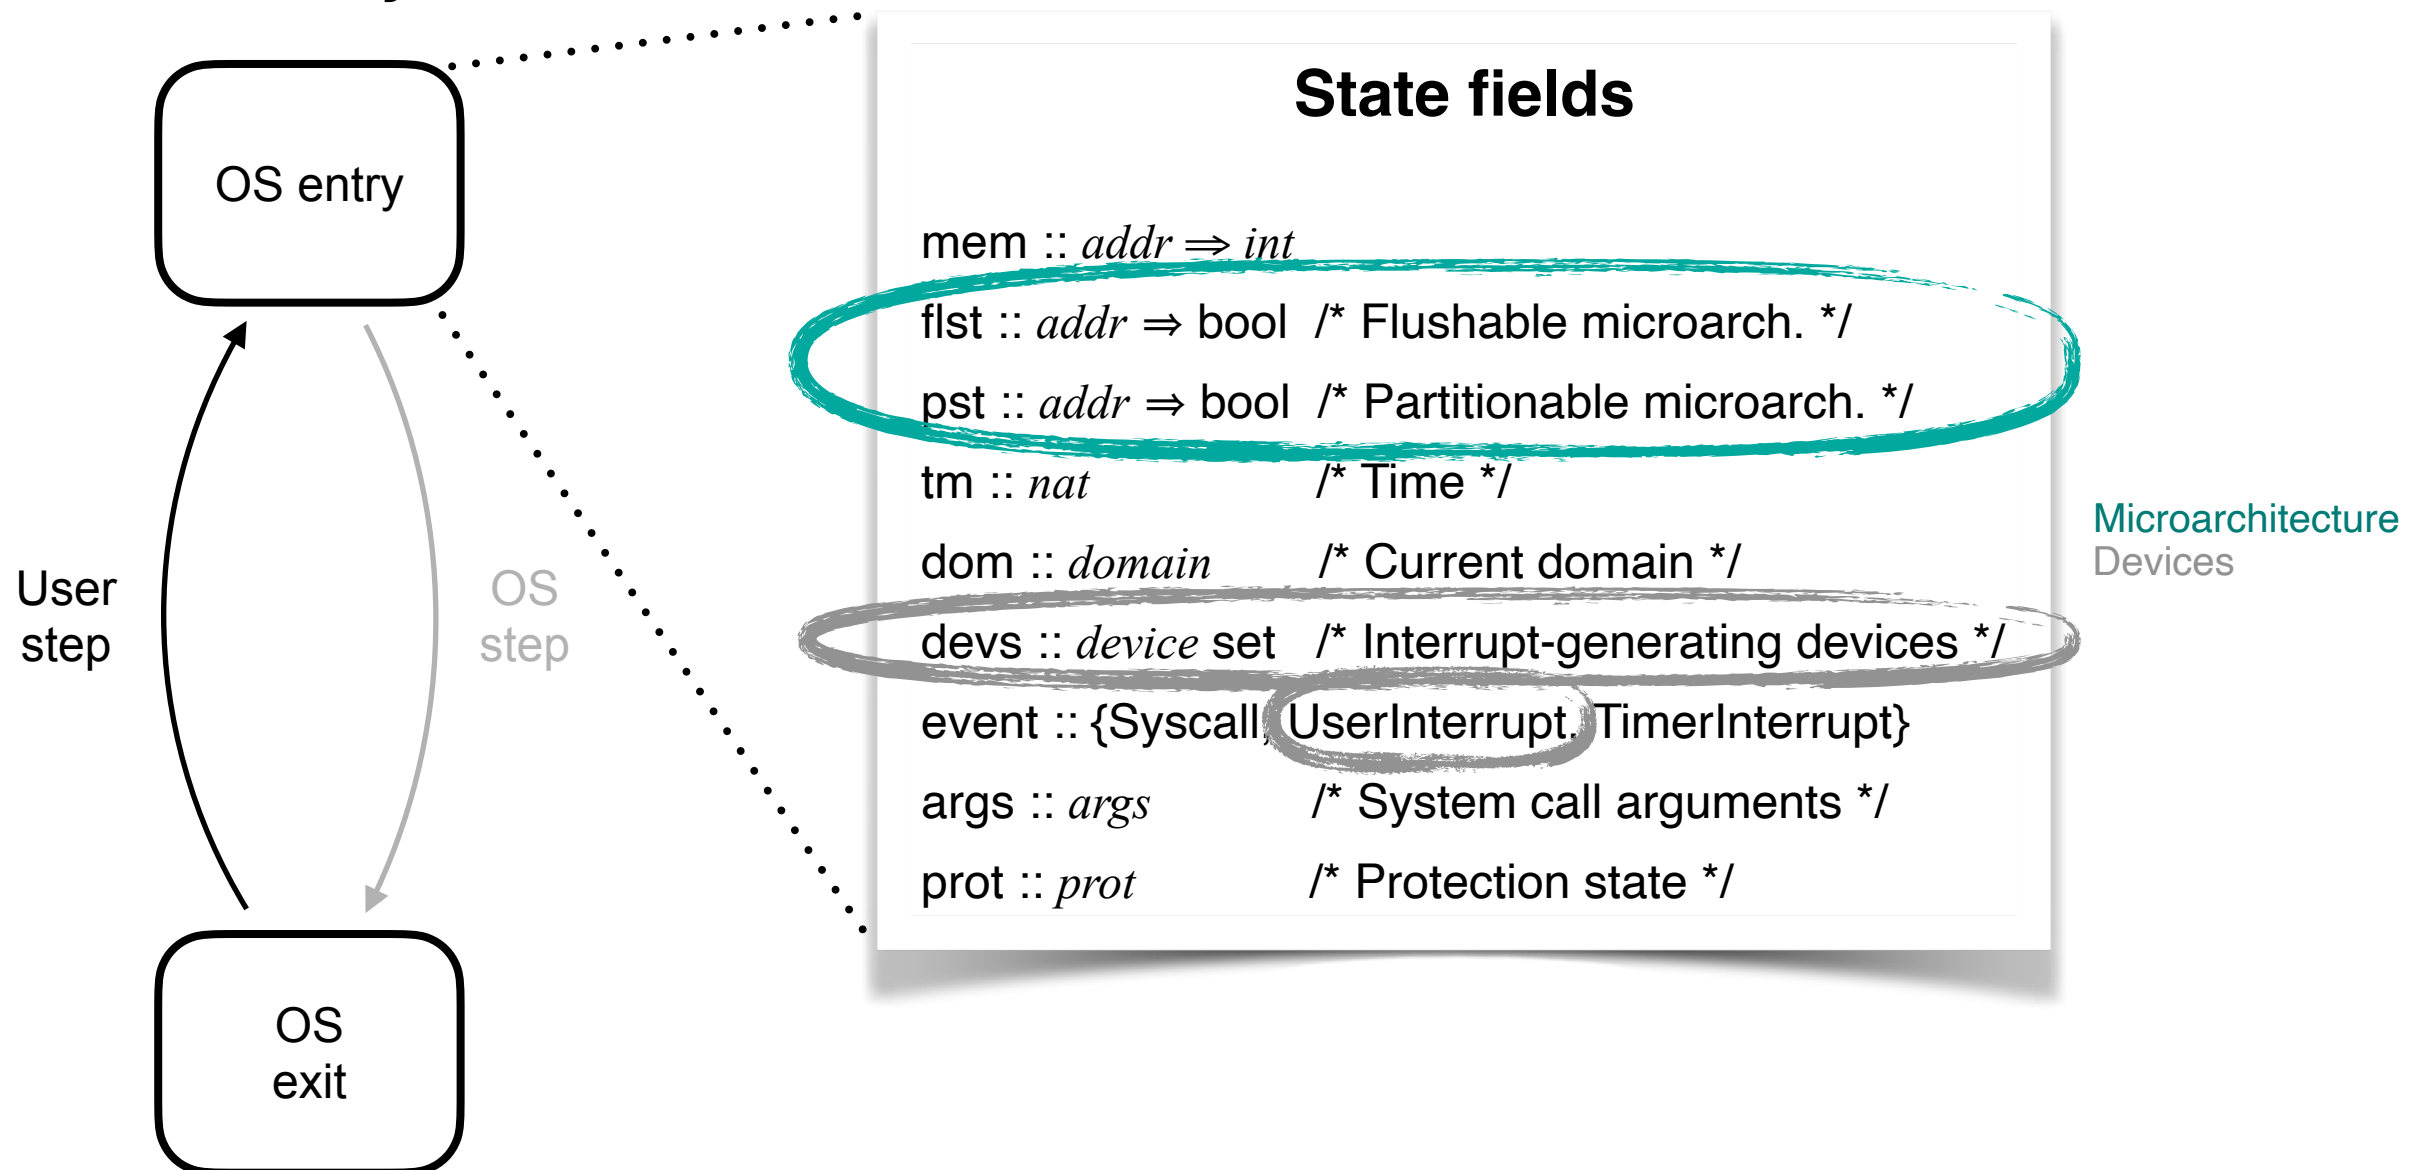 OS entry
User
step
OS
step
OS
exit
State fields
mem :: addr ⇒ int
flst :: addr ⇒ bool /* Flushable microarch. */
pst :: addr ⇒ bool /* Partitionable microarch. */
tm :: nat /* Time */
dom :: domain /* Current domain */
devs :: device set /* Interrupt-generating devices */
event :: {Syscall, UserInterrupt, TimerInterrupt}
args :: args /* System call arguments */
prot :: prot /* Protection state */
Microarchitecture
Devices